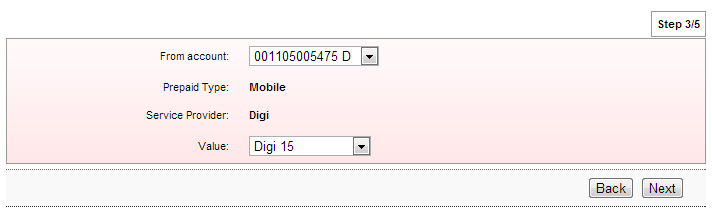 Step 3/5
From account: 001105005475 D
Prepaid Type: Mobile
Service Provider: Digi
Value: Digi 15
Back Next